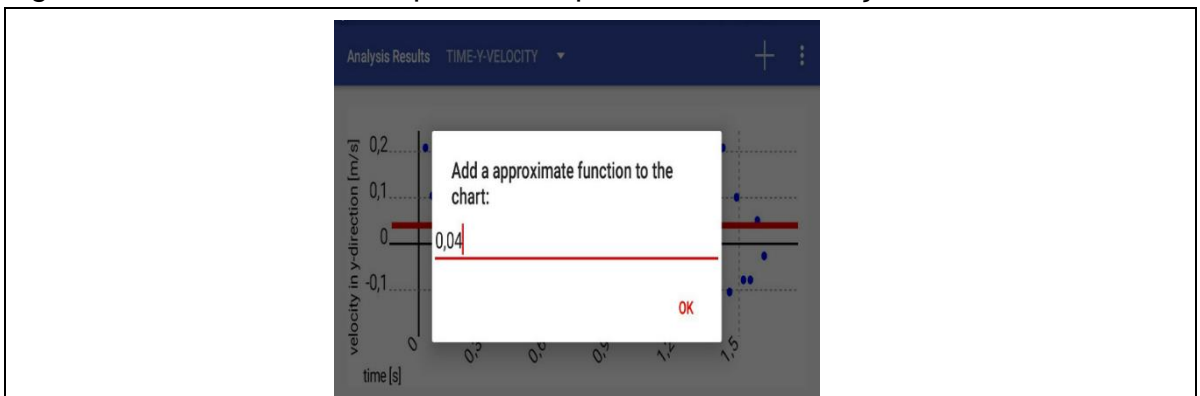 Analysis Results TIME-Y-VELOCITY
velocity in y-direction [m/s]
0,2
0,1
0
-0,1
Add a approximate function to the
chart:
0,04
OK
0 0,3 0,6 0,9 1,2 1,5
time [s]